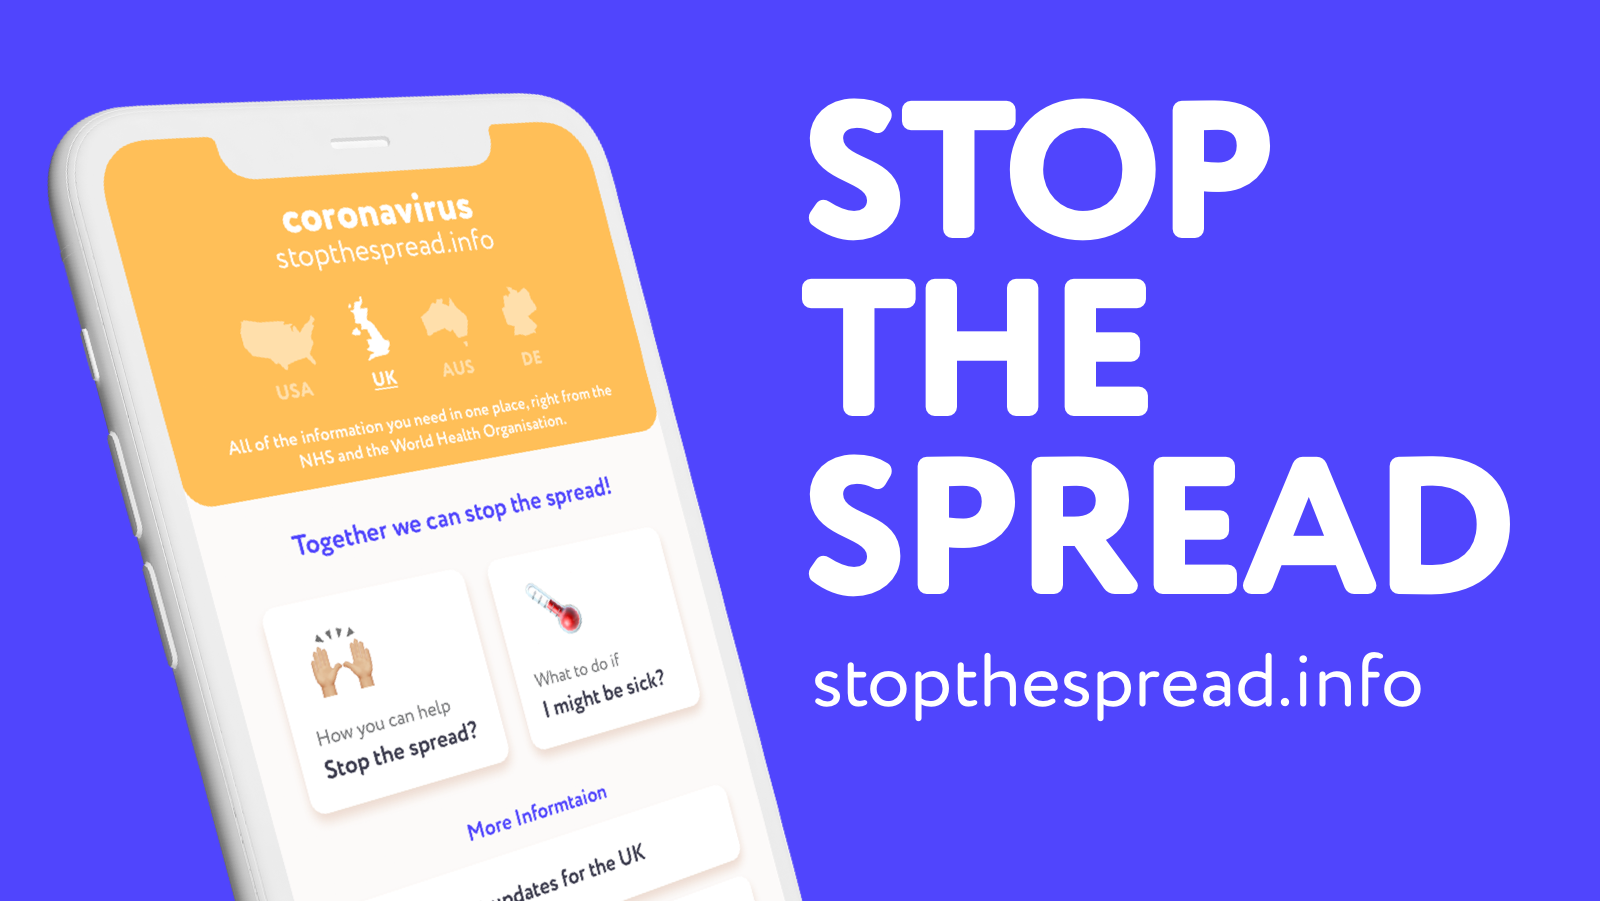 coronavirus
stopthespread.info
USA
UK
AUS
DE
All of the information you need in one place, right from the
NHS and the World Health Organisation.
Together we can stop the spread!
How you can help
Stop the spread?
What to do if
I might be sick?
More Informtaion
for the UK
STOP
THE
SPREAD
stopthespread.info